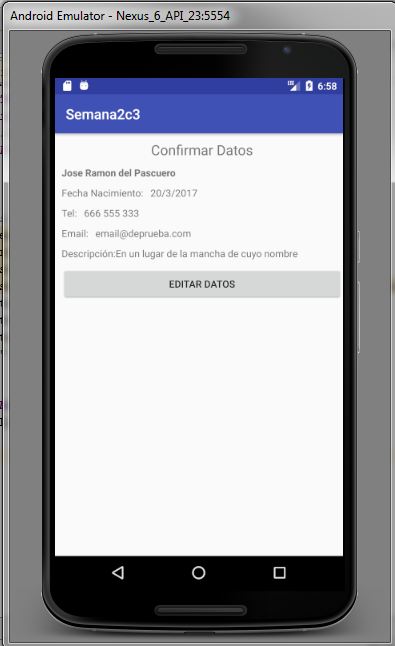 Android Emulator - Nexus_6_API_23:5554
LTE 6:58
Semana2c3
Confirmar Datos
Jose Ramon del Pascuero
Fecha Nacimiento: 20/3/2017
Tel: 666 555 333
Email: email@deprueba.com
Descripción:En un lugar de la mancha de cuyo nombre
EDITAR DATOS